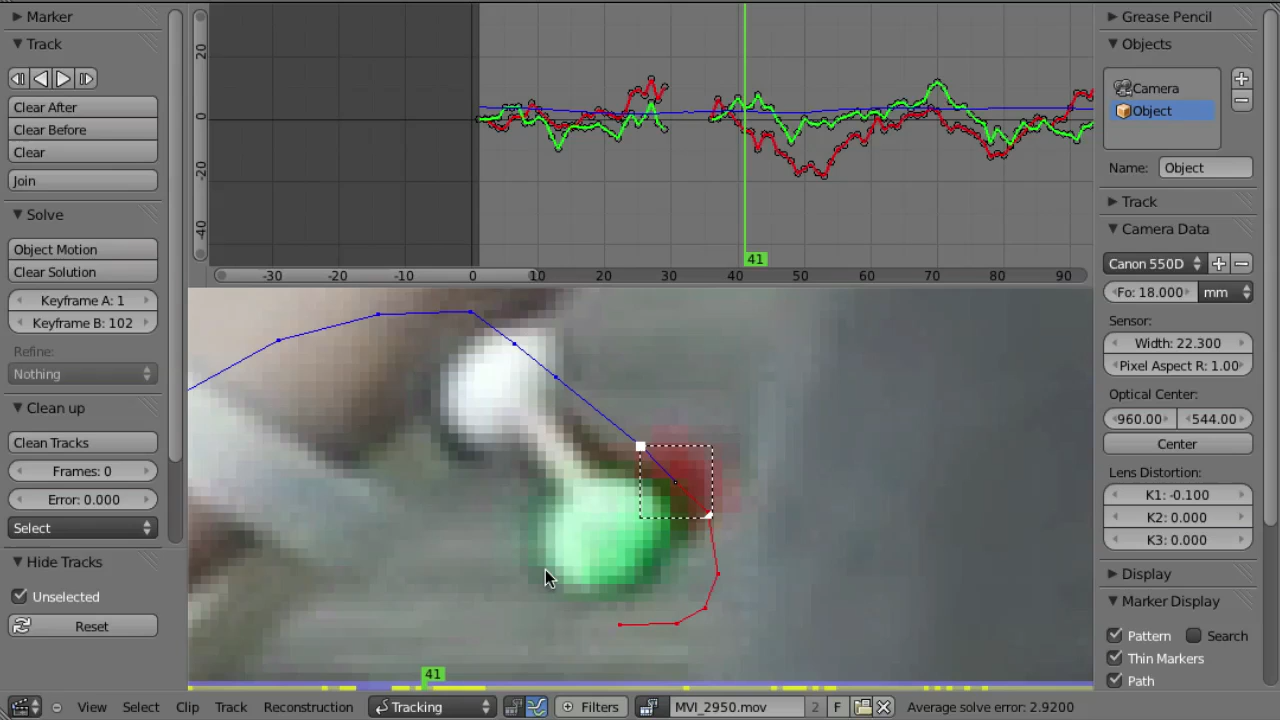 Marker
Track
Clear After
Clear Before
Clear
Join
Solve
Object Motion
Clear Solution
Keyframe A: 1
Keyframe B: 102
Refine:
Nothing
Clean up
Clean Tracks
Frames: 0
Error: 0.000
Select
Hide Tracks
Unselected
Reset
20
0
-20
-40
41
-30 -20 -10 0 10 20 30 40 50 60 70 80 90
41
View Select Clip Track Reconstruction Tracking Filters MVI_2950.mov 2 F Average solve error: 2.9200
Grease Pencil
Objects
Camera
Object
Name: Object
Track
Camera Data
Canon 550D
Fo: 18.000 mm
Sensor:
Width: 22.300
Pixel Aspect R: 1.00
Optical Center:
960.00 544.00
Center
Lens Distortion:
K1: -0.100
K2: 0.000
K3: 0.000
Display
Marker Display
Pattern Search
Thin Markers
Path